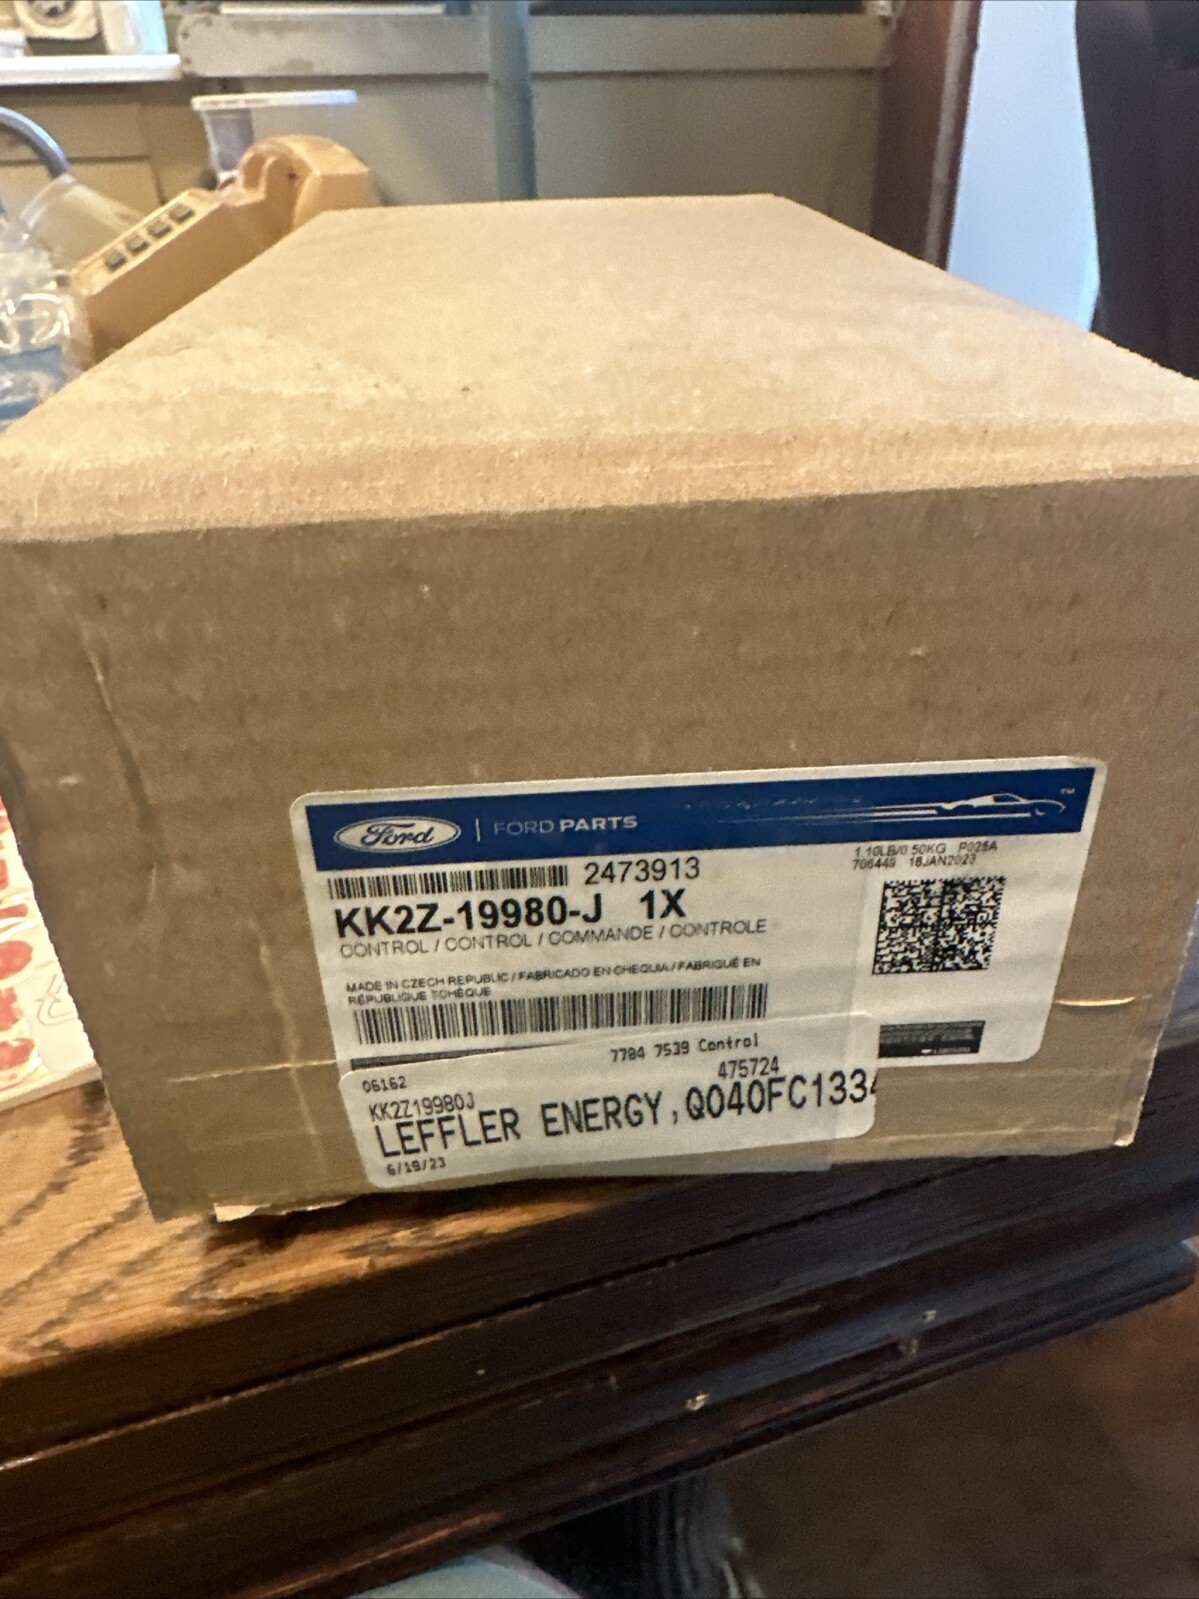 Ford | FORD PARTS
TM
2473913
1.10LB/0.50KG P025A
706449 18JAN2023
KK2Z-19980-J 1X
CONTROL / CONTROL / COMMANDE / CONTROLE
MADE IN CZECH REPUBLIC / FABRICADO EN CHEQUIA / FABRIQUÉ EN
RÉPUBLIQUE TCHÈQUE
7784 7539 Control
06162
475724
KK2Z19980J
LEFFLER ENERGY,Q040FC1334
6/19/23